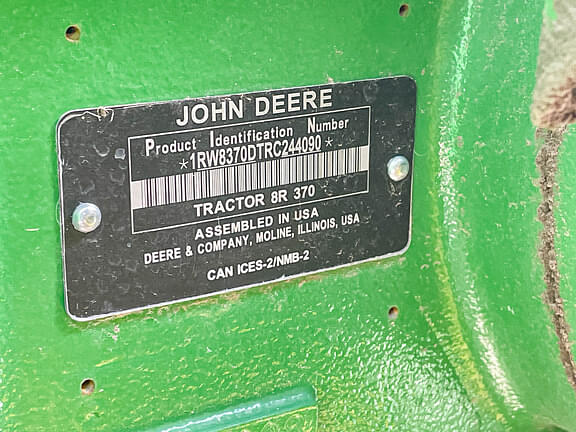 JOHN DEERE
Product Identification Number
*1RW8370DTRC244090*
TRACTOR 8R 370
ASSEMBLED IN USA
DEERE & COMPANY, MOLINE, ILLINOIS, USA
CAN ICES-2/NMB-2